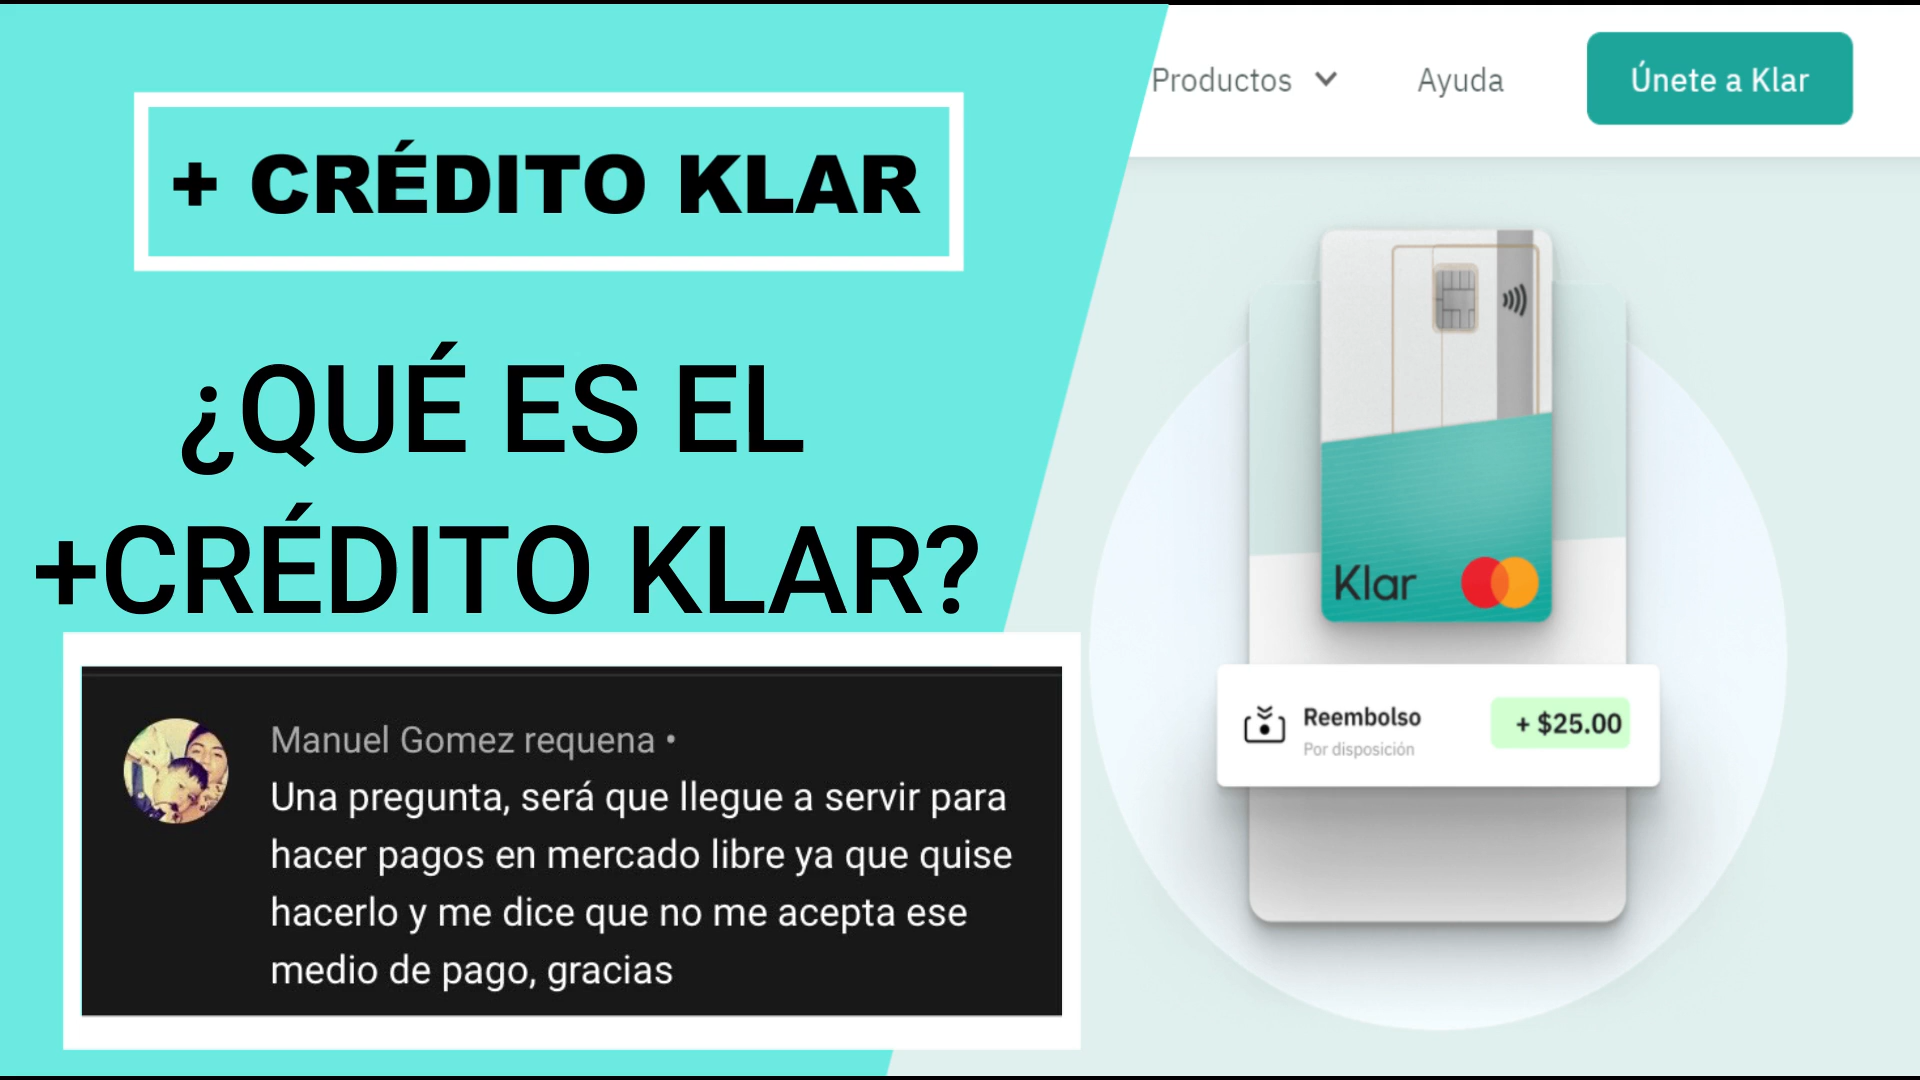 + CRÉDITO KLAR
¿QUÉ ES EL
+CRÉDITO KLAR?
Manuel Gomez requena •
Una pregunta, será que llegue a servir para
hacer pagos en mercado libre ya que quise
hacerlo y me dice que no me acepta ese
medio de pago, gracias
Productos
Ayuda
Únete a Klar
Klar
Reembolso
+ $25.00
Por disposición